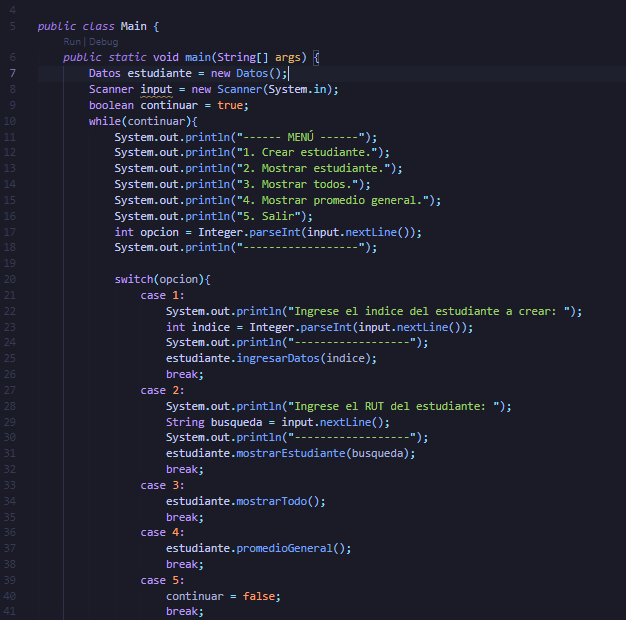 4
5 public class Main {
Run | Debug
6 public static void main(String[] args) {
7 Datos estudiante = new Datos();
8 Scanner input = new Scanner(System.in);
9 boolean continuar = true;
10 while(continuar){
11 System.out.println("------ MENÚ ------");
12 System.out.println("1. Crear estudiante.");
13 System.out.println("2. Mostrar estudiante.");
14 System.out.println("3. Mostrar todos.");
15 System.out.println("4. Mostrar promedio general.");
16 System.out.println("5. Salir");
17 int opcion = Integer.parseInt(input.nextLine());
18 System.out.println("------------------");
19
20 switch(opcion){
21 case 1:
22 System.out.println("Ingrese el indice del estudiante a crear: ");
23 int indice = Integer.parseInt(input.nextLine());
24 System.out.println("------------------");
25 estudiante.ingresarDatos(indice);
26 break;
27 case 2:
28 System.out.println("Ingrese el RUT del estudiante: ");
29 String busqueda = input.nextLine();
30 System.out.println("------------------");
31 estudiante.mostrarEstudiante(busqueda);
32 break;
33 case 3:
34 estudiante.mostrarTodo();
35 break;
36 case 4:
37 estudiante.promedioGeneral();
38 break;
39 case 5:
40 continuar = false;
41 break;